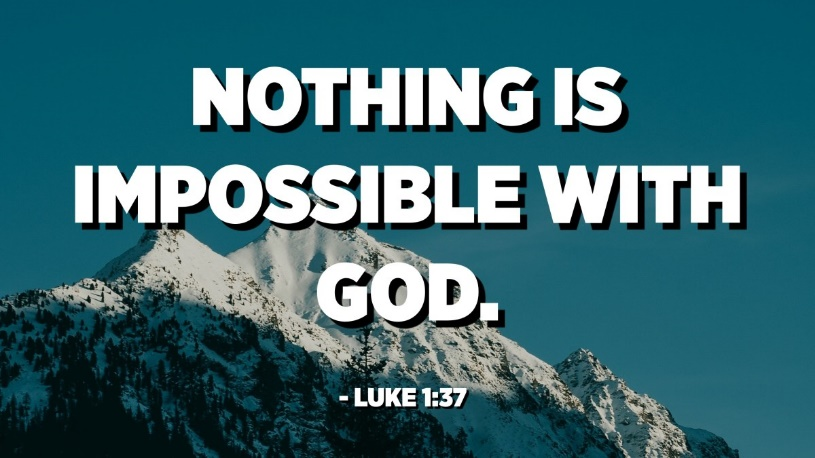 NOTHING IS
IMPOSSIBLE WITH
GOD.
- LUKE 1:37